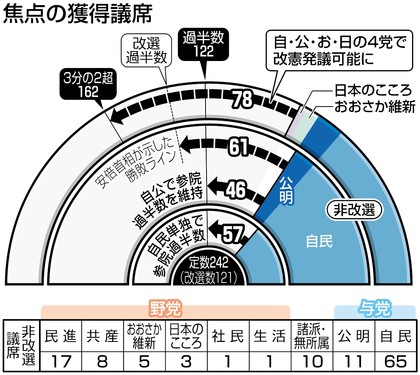 焦点の獲得議席
過半数
122
改選
過半数
3分の2超
162
自・公・お・日の4党で
改憲発議可能に
日本のこころ
おおさか維新
78
安倍首相が示した
勝敗ライン
61
自公で参院
過半数を維持
46
公明
非改選
自民
自民単独で
参院過半数
57
定数242
(改選数121)
野党
与党
非改選議席
民進 共産 おおさか維新 日本のこころ 社民 生活 諸派・無所属 公明 自民
17 8 5 3 1 1 10 11 65